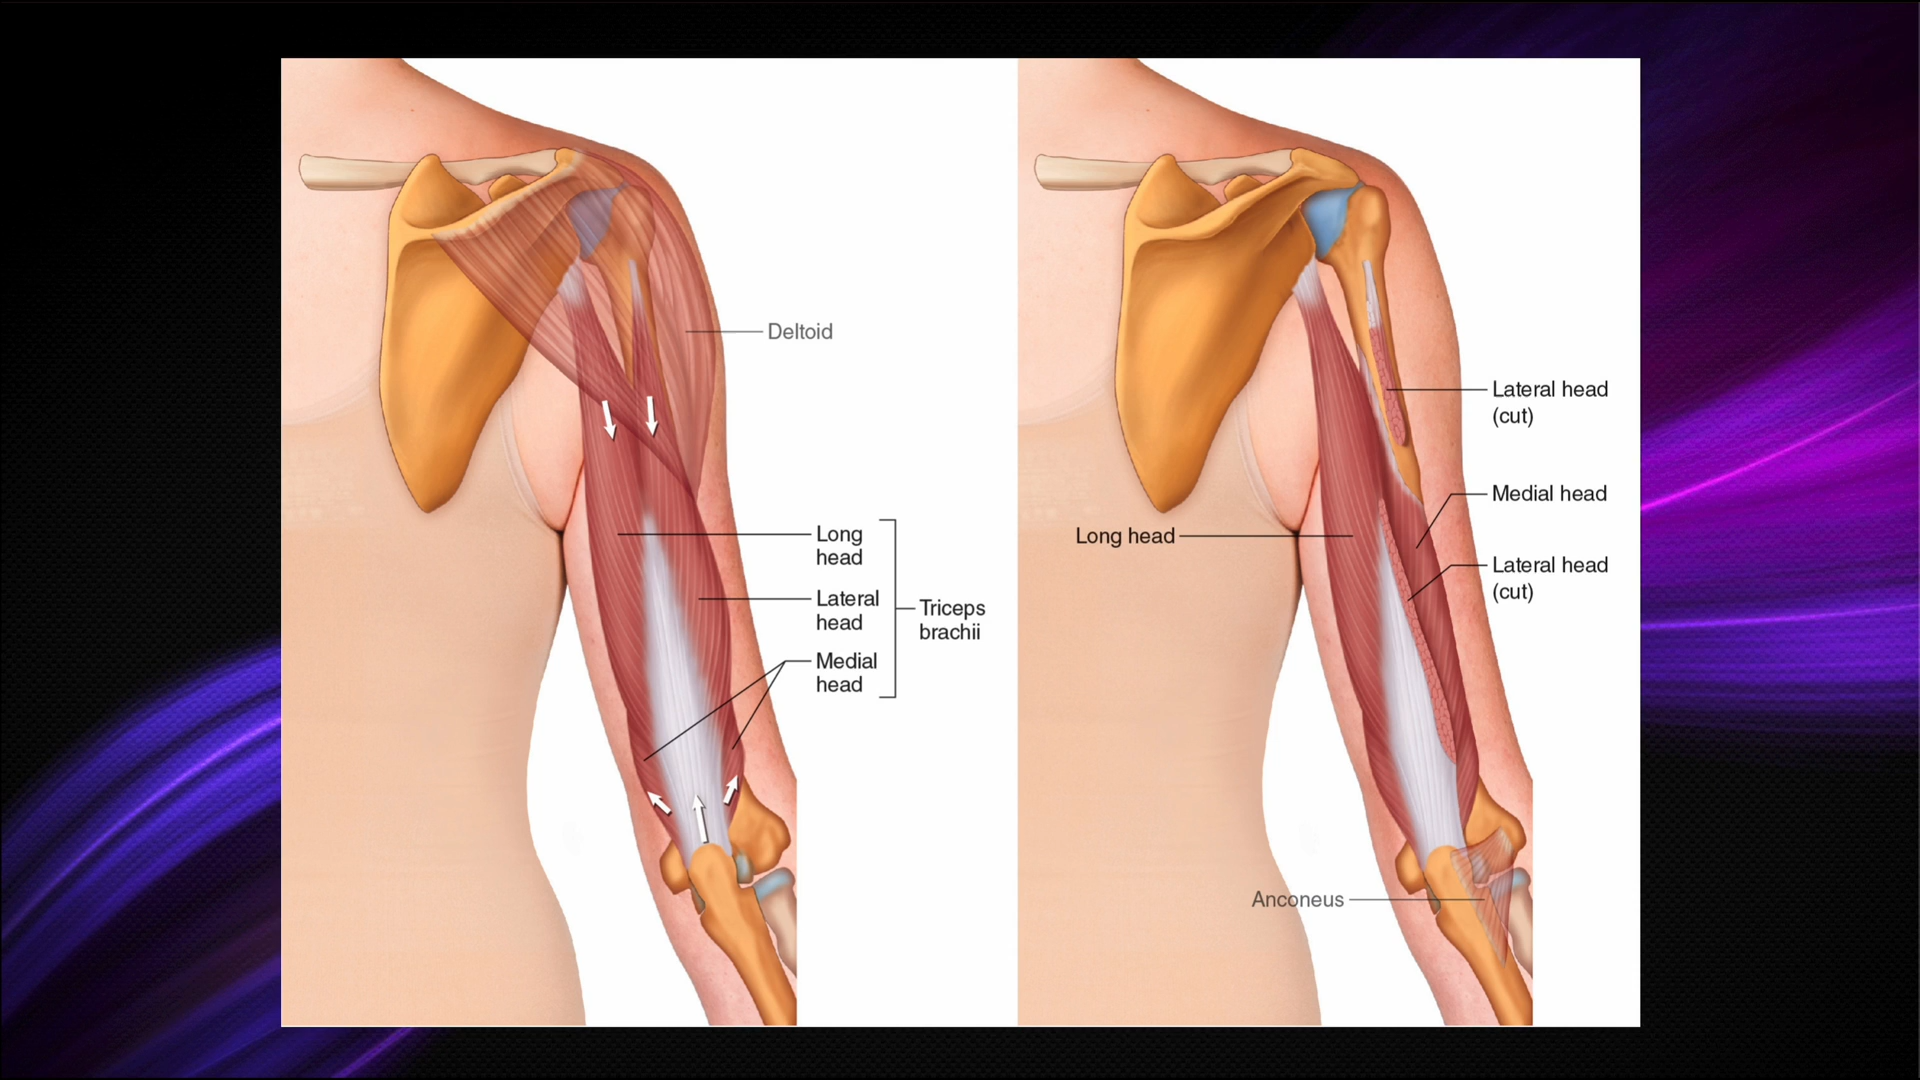 Deltoid
Long
head
Lateral
head
Medial
head
Triceps
brachii
Lateral head
(cut)
Medial head
Long head
Lateral head
(cut)
Anconeus